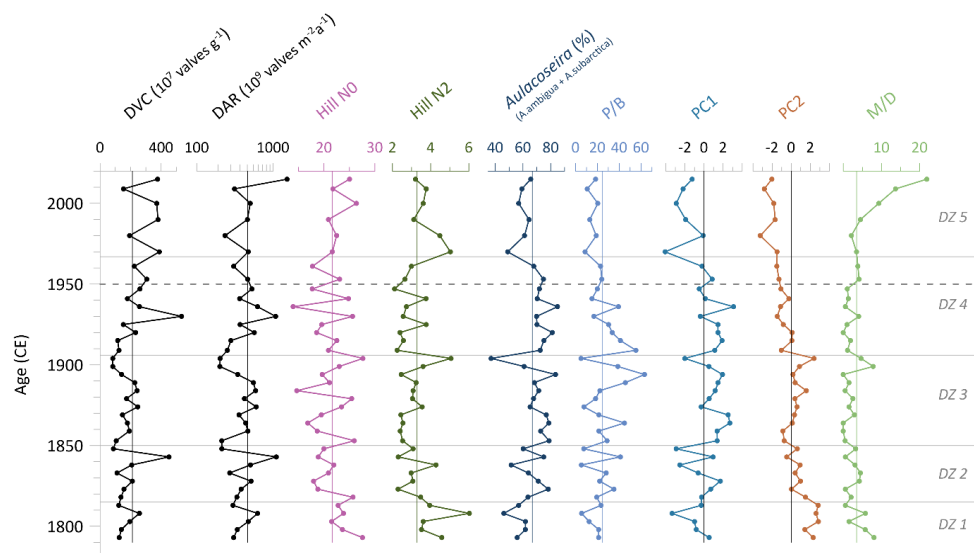 DVC (10⁷ valves g⁻¹)
DAR (10⁹ valves m⁻²a⁻¹)
Hill N0
Hill N2
Aulacoseira (%)
(A.ambigua + A.subarctica)
P/B
PC1
PC2
M/D
0 400 100 1000 20 30 2 4 6 40 60 80 0 20 40 60 -2 0 2 -2 0 2 10 20
2000
DZ 5
1950
DZ 4
1900
DZ 3
1850
DZ 2
1800
DZ 1
Age (CE)